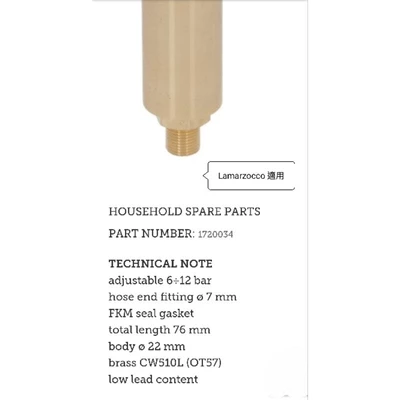 Lamarzocco 適用
HOUSEHOLD SPARE PARTS
PART NUMBER: 1720034
TECHNICAL NOTE
adjustable 6÷12 bar
hose end fitting ø 7 mm
FKM seal gasket
total length 76 mm
body ø 22 mm
brass CW510L (OT57)
low lead content